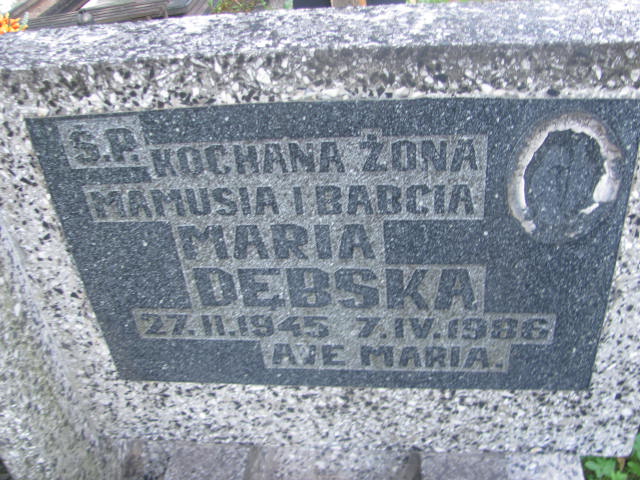 Ś.P. KOCHANA ŻONA
MAMUSIA I BABCIA
MARIA
DĘBSKA
27.II.1945 7.IV.1986
AVE MARIA.